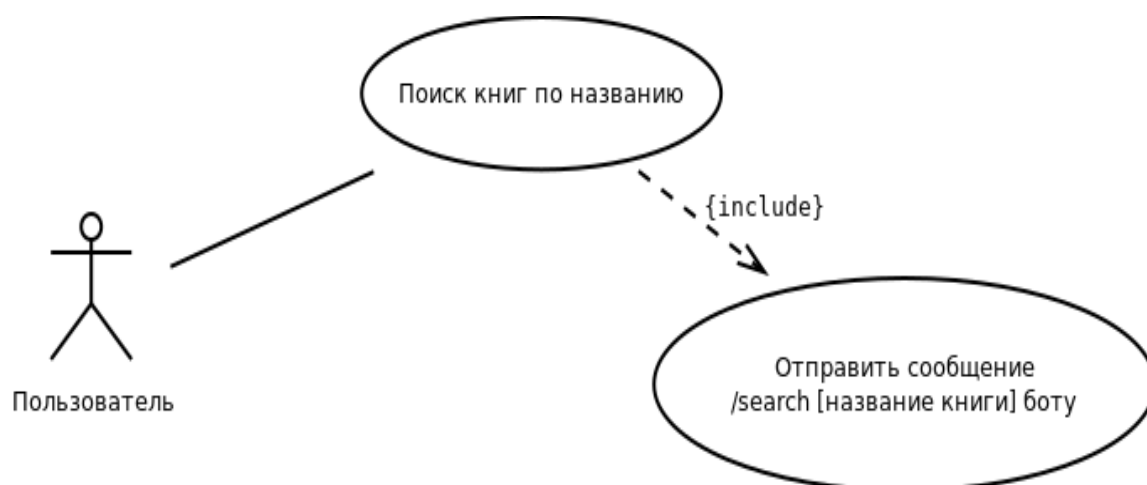 Поиск книг по названию
{include}
Отправить сообщение
/search [название книги] боту
Пользователь